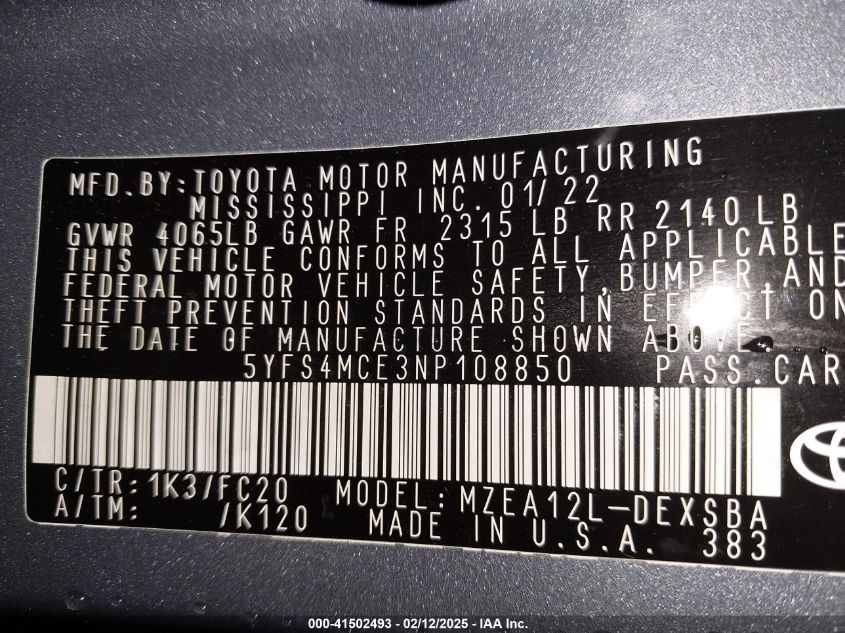 MFD. BY: TOYOTA MOTOR MANUFACTURING
MISSISSIPPI INC. 01/22
GVWR 4065LB GAWR FR 2315 LB RR 2140 LB
THIS VEHICLE CONFORMS TO ALL APPLICABLE
FEDERAL MOTOR VEHICLE SAFETY, BUMPER, AND
THEFT PREVENTION STANDARDS IN EFFECT ON
THE DATE OF MANUFACTURE SHOWN ABOVE.
5YFS4MCE3NP108850 PASS. CAR
C/TR: 1K3/FC20 MODEL: MZEA12L-DEXSBA
A/TM: /K120 MADE IN U.S.A. 383
000-41502493 - 02/12/2025 - IAA Inc.